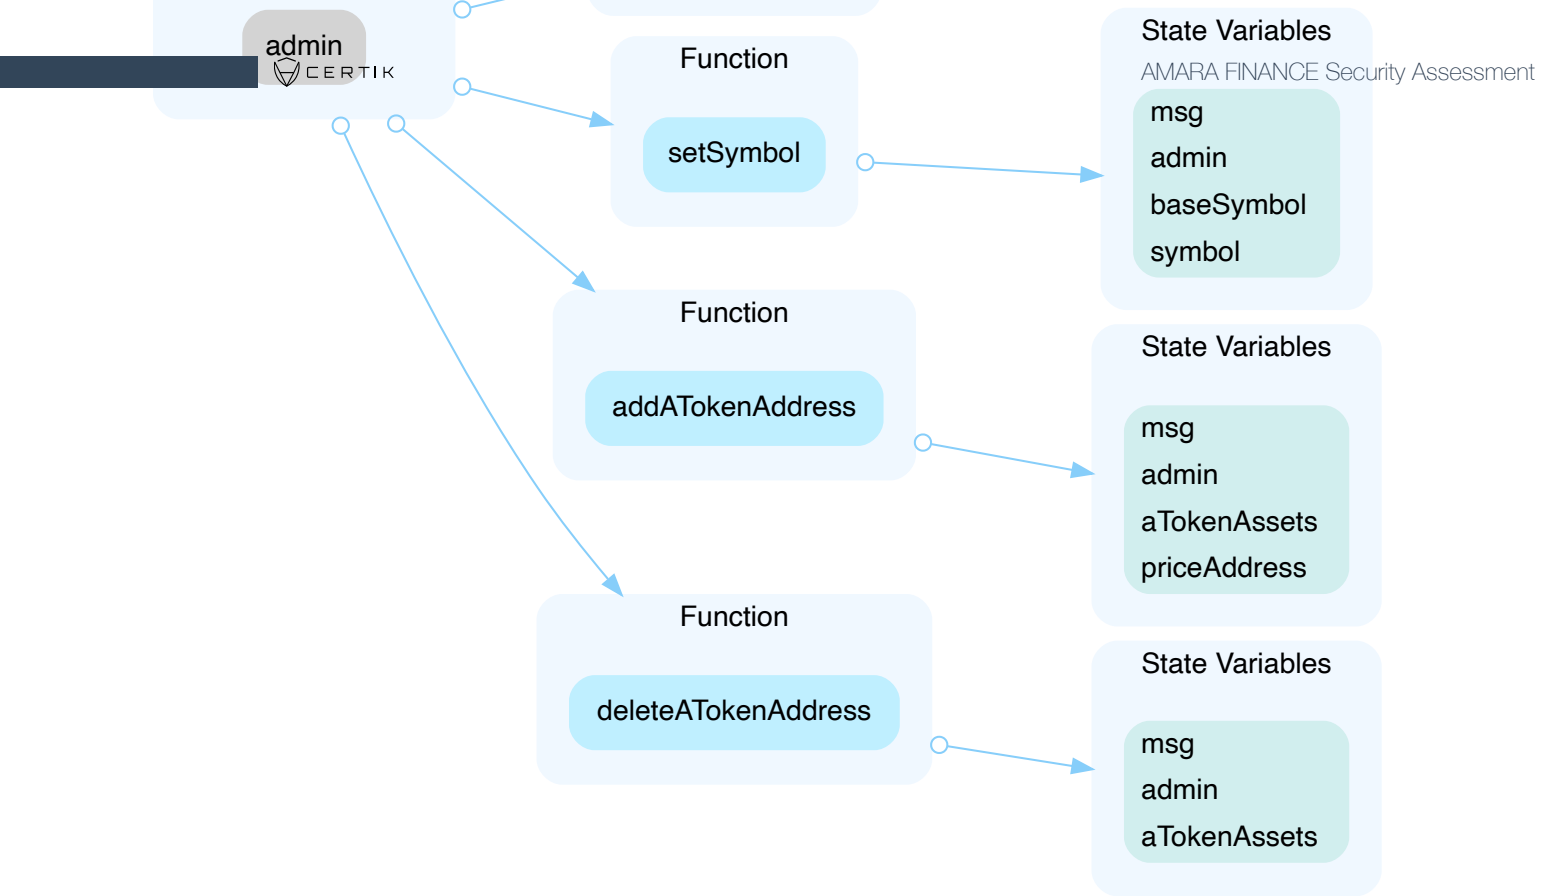 admin
CERTIK
AMARA FINANCE Security Assessment
Function
setSymbol
State Variables
msg
admin
baseSymbol
symbol
Function
addATokenAddress
State Variables
msg
admin
aTokenAssets
priceAddress
Function
deleteATokenAddress
State Variables
msg
admin
aTokenAssets